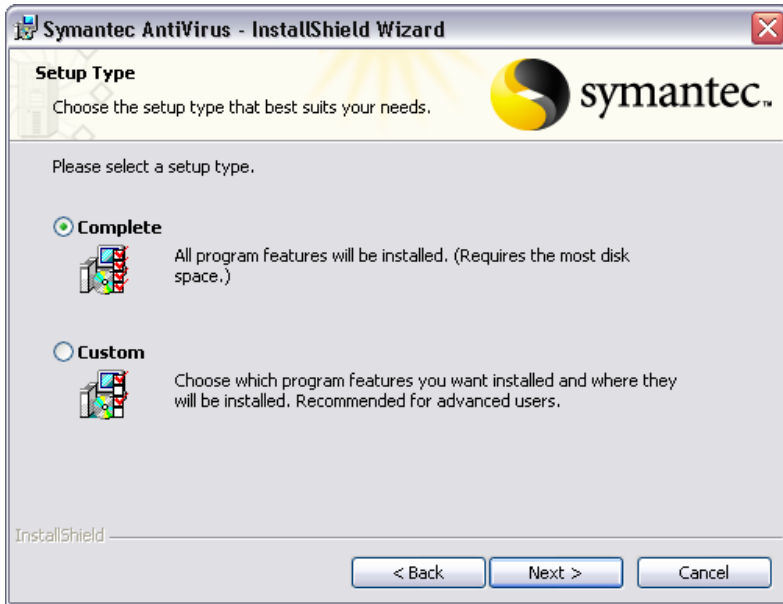 Symantec AntiVirus - InstallShield Wizard
Setup Type
Choose the setup type that best suits your needs.
symantec™
Please select a setup type.
Complete
All program features will be installed. (Requires the most disk
space.)
Custom
Choose which program features you want installed and where they
will be installed. Recommended for advanced users.
InstallShield
< Back
Next >
Cancel